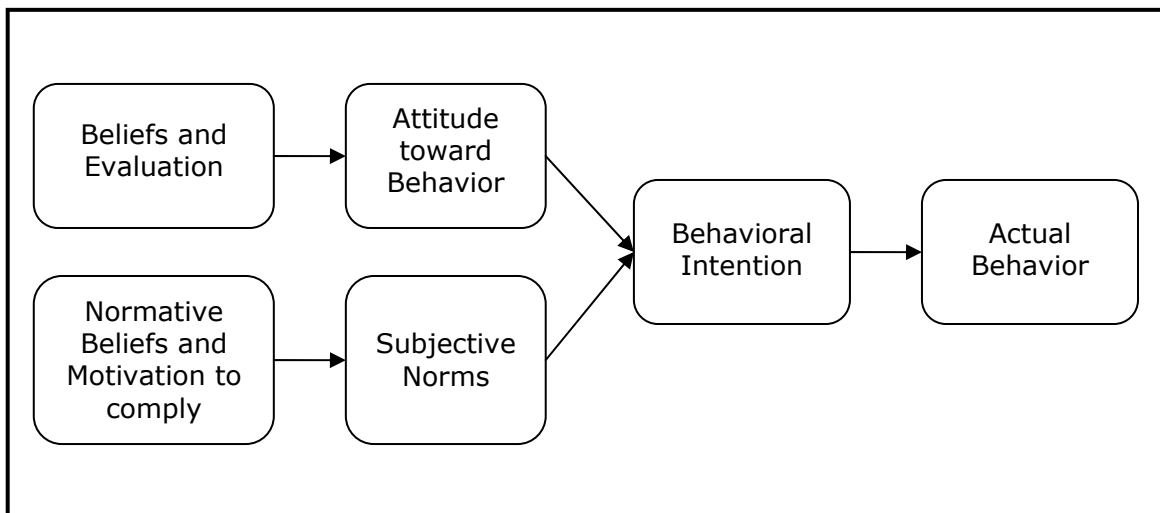 Beliefs and
Evaluation
Attitude
toward
Behavior
Normative
Beliefs and
Motivation to
comply
Subjective
Norms
Behavioral
Intention
Actual
Behavior